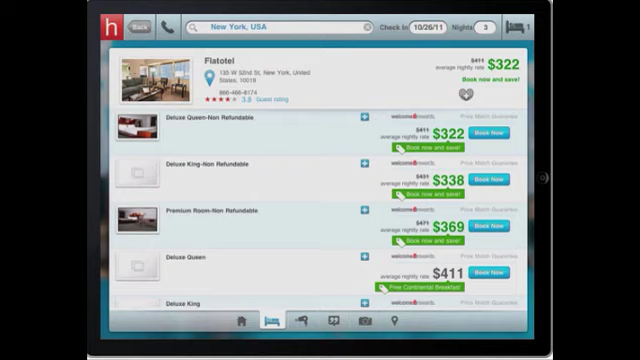 h Back New York, USA Check In 10/26/11 Nights 3 1
Flatotel
135 W 52nd St, New York, United
States, 10019
866-466-8174
3.8 Guest rating
$411
average nightly rate $322
Book now and save!
Deluxe Queen-Non Refundable welcomerewards Price Match Guarantee
$411
average nightly rate $322 Book Now
Book now and save!
Deluxe King-Non Refundable welcomerewards Price Match Guarantee
$431
average nightly rate $338 Book Now
Book now and save!
Premium Room-Non Refundable welcomerewards Price Match Guarantee
$471
average nightly rate $369 Book Now
Book now and save!
Deluxe Queen welcomerewards Price Match Guarantee
average nightly rate $411 Book Now
Free Continental Breakfast
Deluxe King welcomerewards Price Match Guarantee